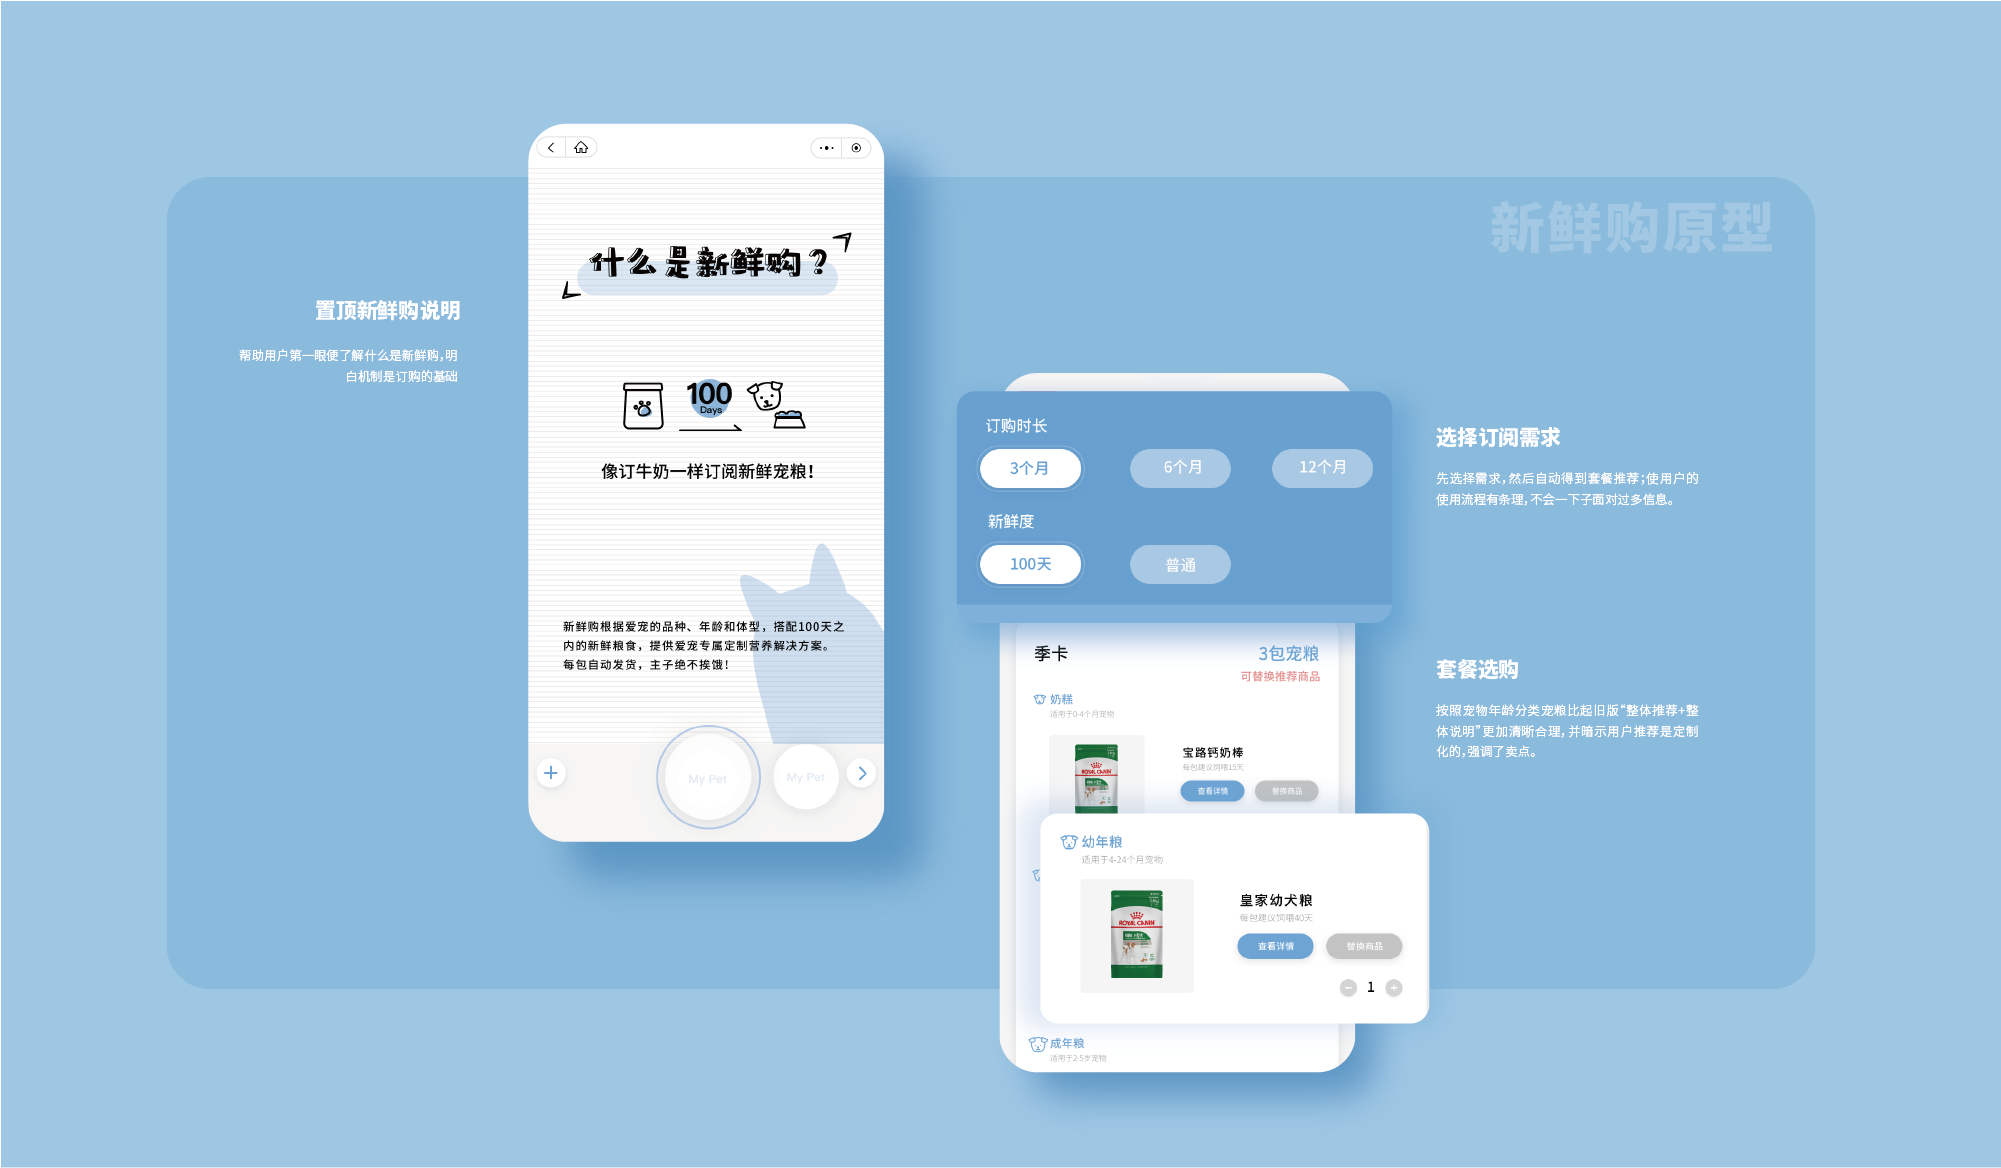 新鲜购原型
置顶新鲜购说明
帮助用户第一眼便了解什么是新鲜购,明
白机制是订购的基础
什么是新鲜购？
100
Days
像订牛奶一样订阅新鲜宠粮！
新鲜购根据爱宠的品种、年龄和体型，搭配100天之
内的新鲜粮食，提供爱宠专属定制营养解决方案。
每包自动发货，主子绝不挨饿！
My Pet
My Pet
订购时长
3个月
6个月
12个月
新鲜度
100天
普通
选择订阅需求
先选择需求,然后自动得到套餐推荐;使用户的
使用流程有条理,不会一下子面对过多信息。
季卡
3包宠粮
可替换推荐商品
奶糕
适用于0-4个月宠物
ROYAL CANIN
宝路钙奶棒
每包建议饲喂15天
查看详情
替换商品
幼年粮
适用于4-24个月宠物
ROYAL CANIN
皇家幼犬粮
每包建议饲喂40天
查看详情
替换商品
1
成年粮
适用于2-5岁宠物
套餐选购
按照宠物年龄分类宠粮比起旧版“整体推荐+整
体说明”更加清晰合理,并暗示用户推荐是定制
化的,强调了卖点。